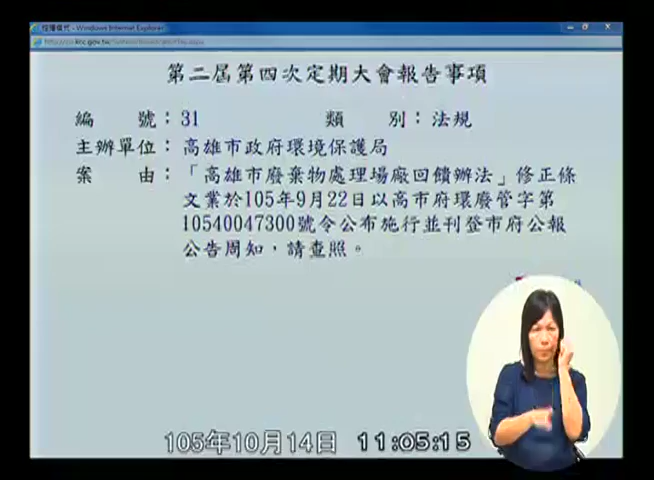 第二屆第四次定期大會報告事項
編 號：31 類 別：法規
主辦單位：高雄市政府環境保護局
案 由：「高雄市廢棄物處理場廠回饋辦法」修正條
文業於105年9月22日以高市府環廢管字第
10540047300號令公布施行並刊登市府公報
公告周知，請查照。
105年10月14日 11:05:15